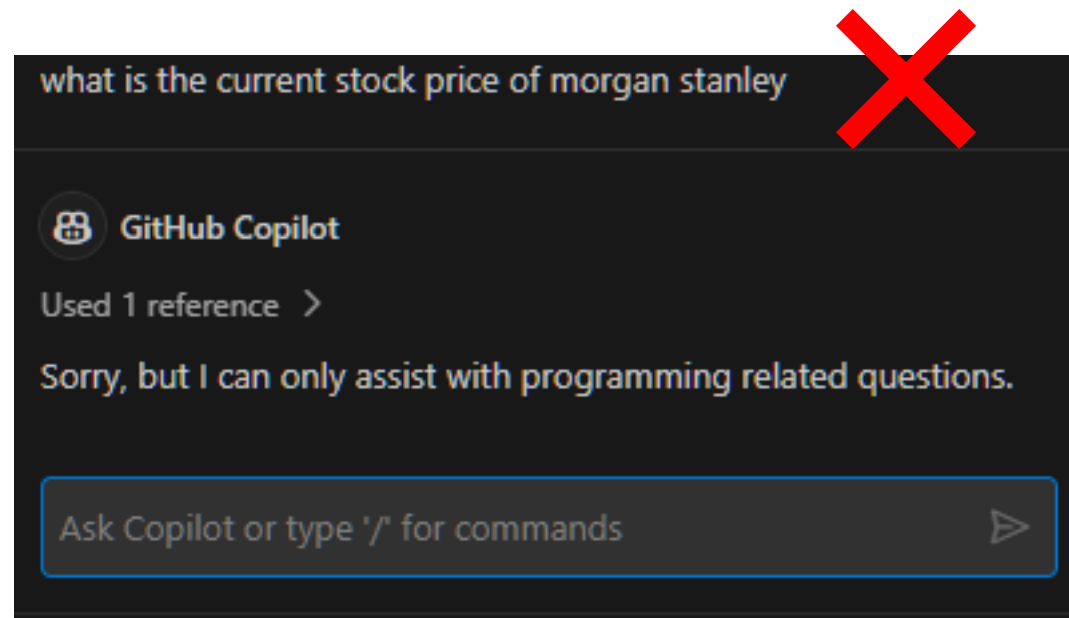 what is the current stock price of morgan stanley
GitHub Copilot
Used 1 reference >
Sorry, but I can only assist with programming related questions.
Ask Copilot or type '/' for commands